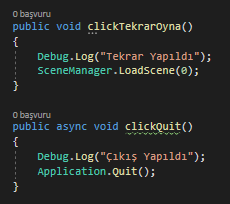 0 başvuru
public void clickTekrarOyna()
{
Debug.Log("Tekrar Yapıldı");
SceneManager.LoadScene(0);
}
0 başvuru
public async void clickQuit()
{
Debug.Log("Çıkış Yapıldı");
Application.Quit();
}